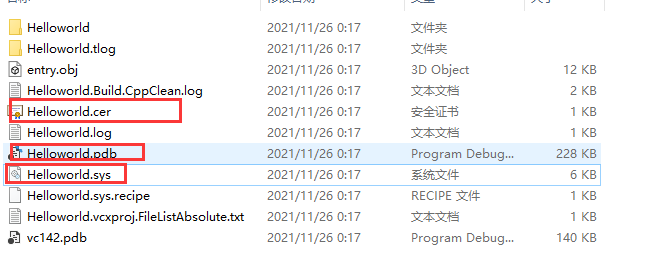 Helloworld 2021/11/26 0:17 文件夹
Helloworld.tlog 2021/11/26 0:17 文件夹
entry.obj 2021/11/26 0:17 3D Object 12 KB
Helloworld.Build.CppClean.log 2021/11/26 0:17 文本文档 2 KB
Helloworld.cer 2021/11/26 0:17 安全证书 1 KB
Helloworld.log 2021/11/26 0:17 文本文档 1 KB
Helloworld.pdb 2021/11/26 0:17 Program Debug... 228 KB
Helloworld.sys 2021/11/26 0:17 系统文件 6 KB
Helloworld.sys.recipe 2021/11/26 0:17 RECIPE 文件 1 KB
Helloworld.vcxproj.FileListAbsolute.txt 2021/11/26 0:17 文本文档 1 KB
vc142.pdb 2021/11/26 0:17 Program Debug... 140 KB